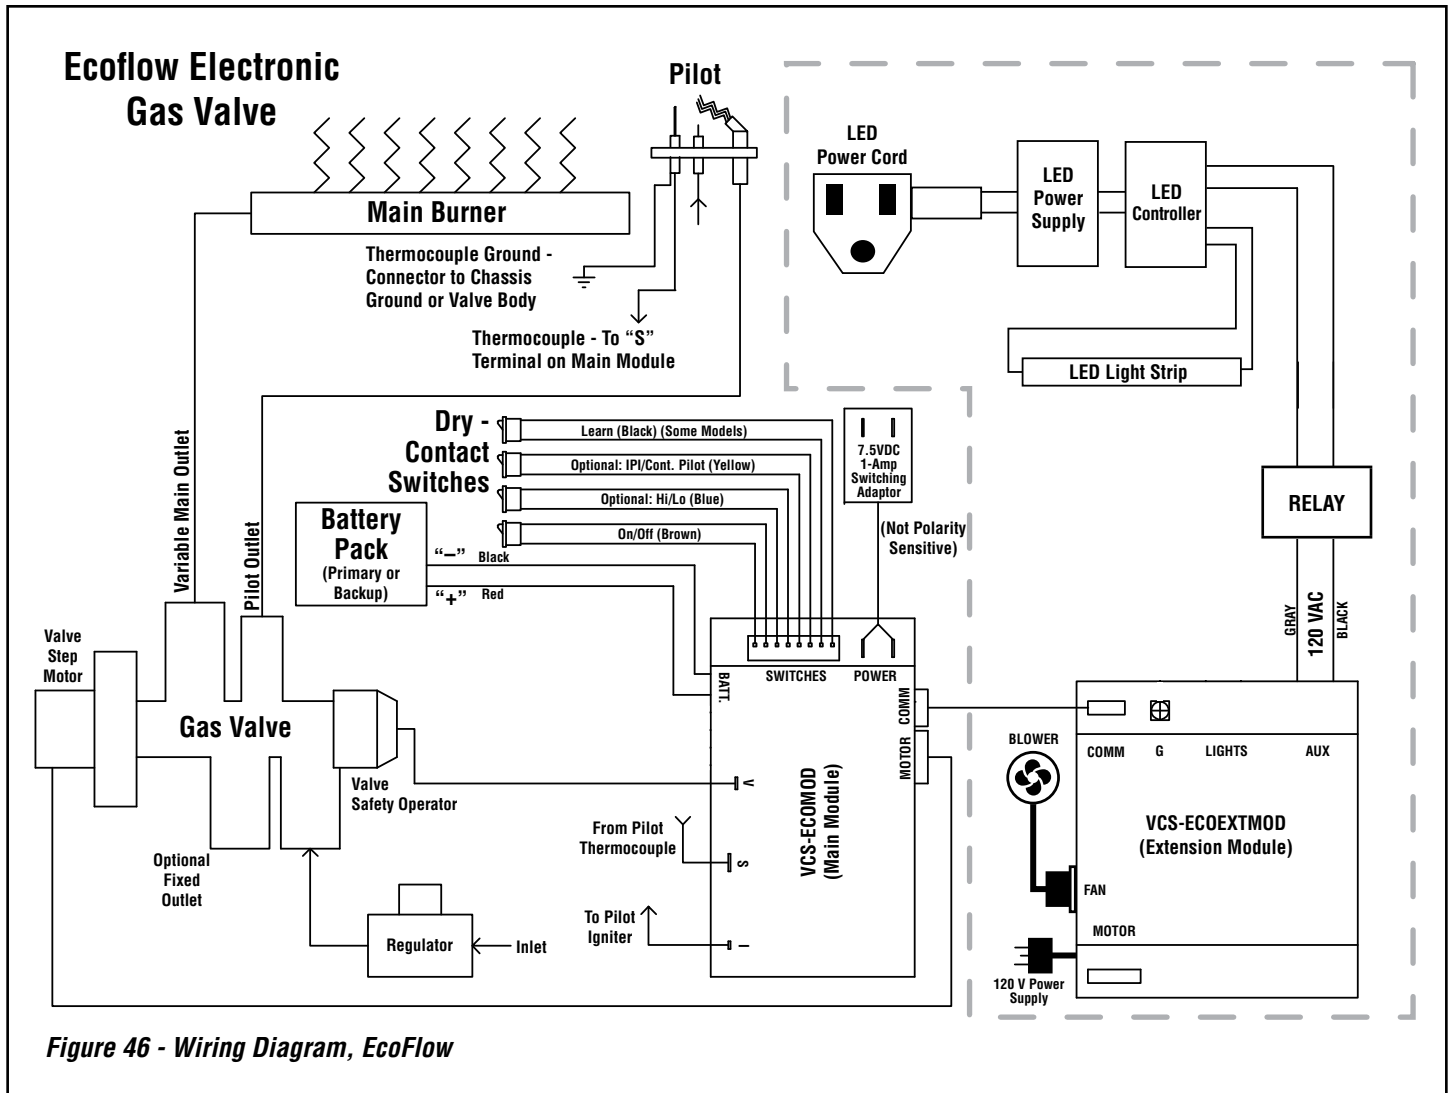 Ecoflow Electronic
Gas Valve
Pilot
LED
Power Cord
LED
Power
Supply
LED
Controller
Main Burner
Thermocouple Ground -
Connector to Chassis
Ground or Valve Body
Thermocouple - To “S”
Terminal on Main Module
LED Light Strip
Variable Main Outlet
Pilot Outlet
Dry -
Contact
Switches
Learn (Black) (Some Models)
Optional: IPI/Cont. Pilot (Yellow)
Optional: Hi/Lo (Blue)
On/Off (Brown)
7.5VDC
1-Amp
Switching
Adaptor
(Not Polarity
Sensitive)
RELAY
Battery
Pack
(Primary or
Backup)
“–”
Black
“+”
Red
GRAY
120 VAC
BLACK
Valve
Step
Motor
Gas Valve
Valve
Safety Operator
Optional
Fixed
Outlet
Regulator
Inlet
SWITCHES
POWER
BATT.
COMM
MOTOR
V
S
I
From Pilot
Thermocouple
To Pilot
Igniter
VCS-ECOMOD
(Main Module)
BLOWER
COMM
G
LIGHTS
AUX
VCS-ECOEXTMOD
(Extension Module)
FAN
MOTOR
120 V Power
Supply
Figure 46 - Wiring Diagram, EcoFlow